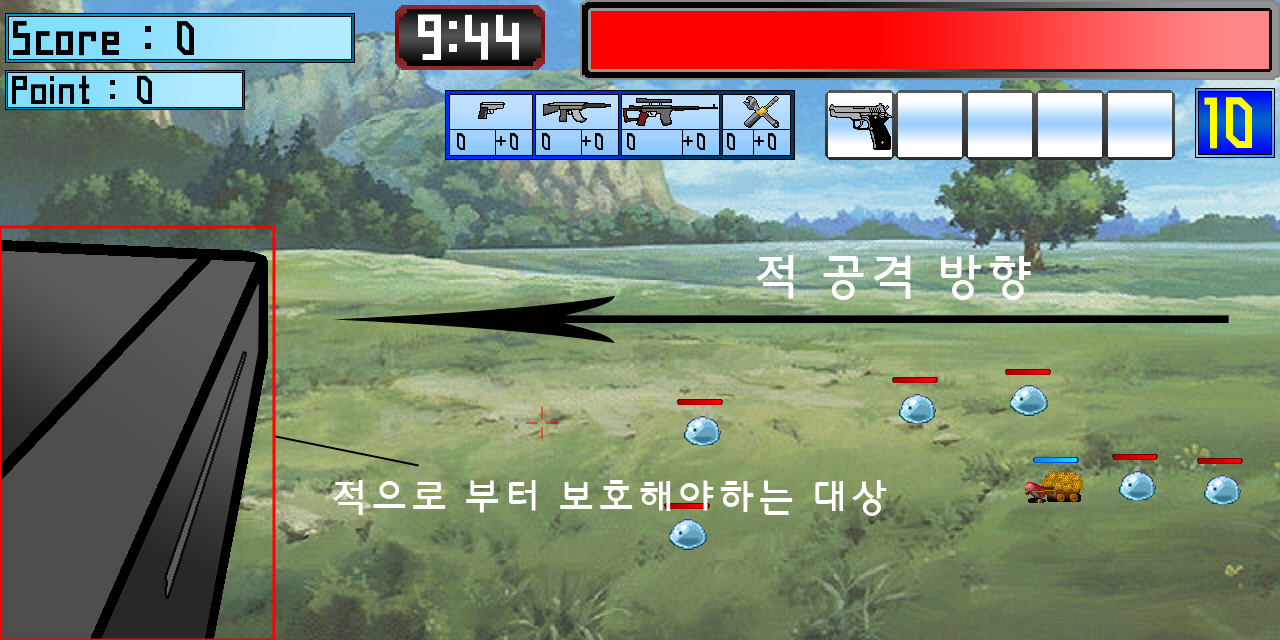 Score : 0
9:44
Point : 0
0 +0 0 +0 0 +0 0 +0
10
적 공격 방향
적으로 부터 보호해야하는 대상